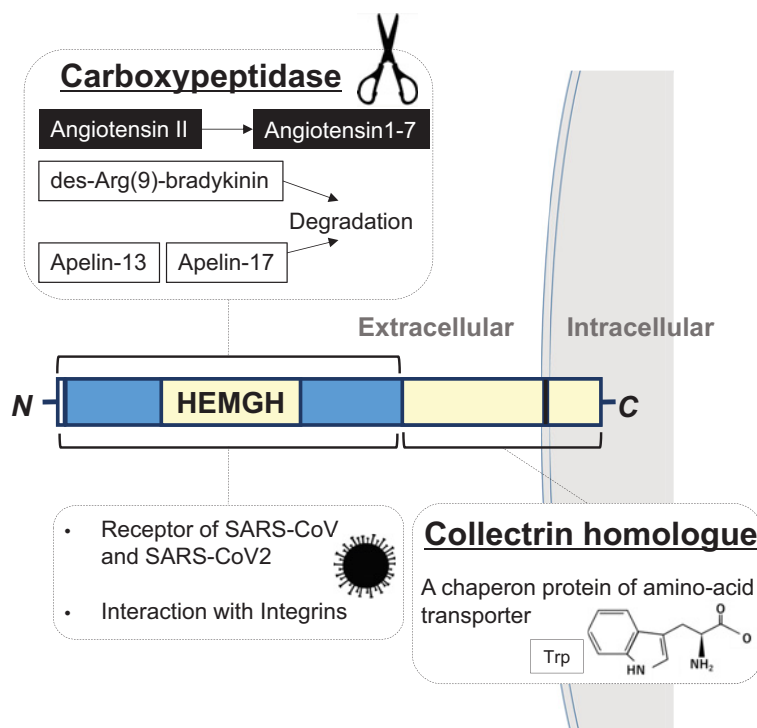 Carboxypeptidase
Angiotensin II
Angiotensin1-7
des-Arg(9)-bradykinin
Degradation
Apelin-13
Apelin-17
Extracellular
Intracellular
N
HEMGH
C
• Receptor of SARS-CoV
and SARS-CoV2
• Interaction with Integrins
Collectrin homologue
A chaperon protein of amino-acid
transporter
Trp
O
O
HN
NH₂